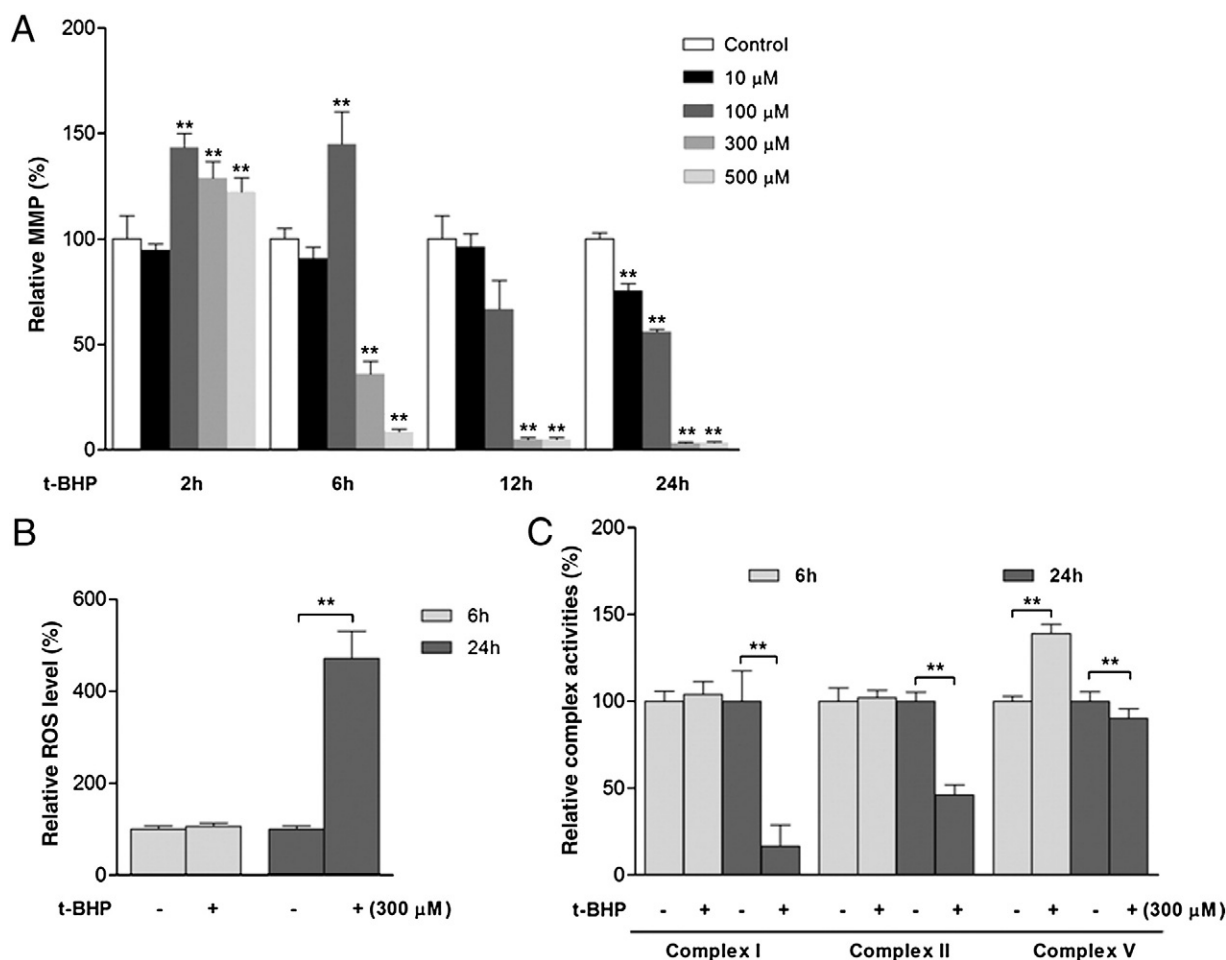 A
200
150
100
50
0
Relative MMP (%)
Control
10 μM
100 μM
300 μM
500 μM
** ** **
**
**
**
** **
** **
** **
t-BHP 2h 6h 12h 24h
B
600
400
200
0
Relative ROS level (%)
**
6h
24h
t-BHP - + - + (300 μM)
C
200
150
100
50
0
Relative complex activities (%)
6h 24h
** ** ** **
t-BHP - + - + - + - + - + - + (300 μM)
Complex I Complex II Complex V